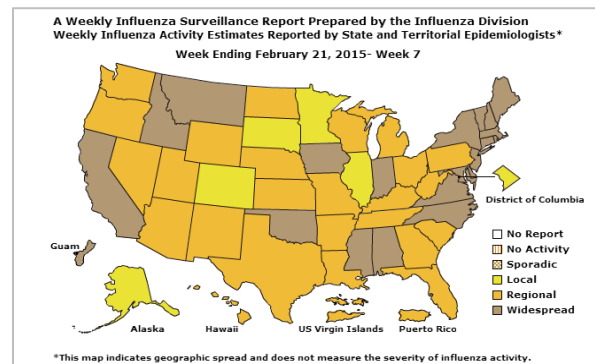 A Weekly Influenza Surveillance Report Prepared by the Influenza Division
Weekly Influenza Activity Estimates Reported by State and Territorial Epidemiologists*
Week Ending February 21, 2015- Week 7
District of Columbia
No Report
No Activity
Sporadic
Local
Regional
Widespread
Guam
Alaska
Hawaii
US Virgin Islands
Puerto Rico
*This map indicates geographic spread and does not measure the severity of influenza activity.